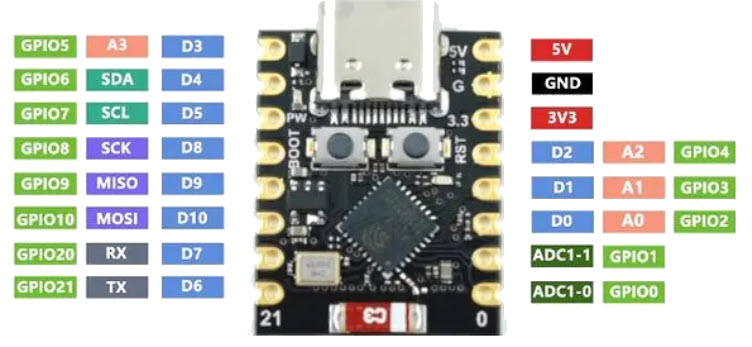 GPIO5 A3 D3
GPIO6 SDA D4
GPIO7 SCL D5
GPIO8 SCK D8
GPIO9 MISO D9
GPIO10 MOSI D10
GPIO20 RX D7
GPIO21 TX D6
5V
G
3.3
PW
BOOT
RST
21
C3
0
5V
GND
3V3
D2 A2 GPIO4
D1 A1 GPIO3
D0 A0 GPIO2
ADC1-1 GPIO1
ADC1-0 GPIO0